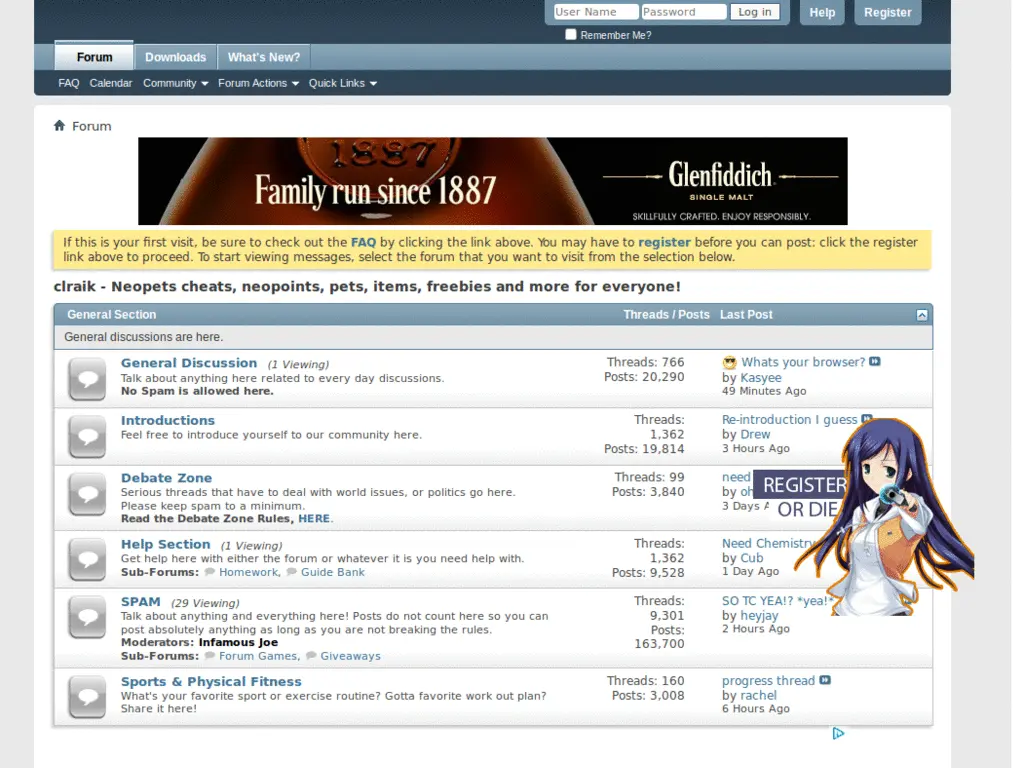 User Name Password Log in Help Register
Remember Me?
Forum Downloads What's New?
FAQ Calendar Community Forum Actions Quick Links
Forum
1887
Family run since 1887
Glenfiddich
SINGLE MALT
SKILLFULLY CRAFTED. ENJOY RESPONSIBLY.
If this is your first visit, be sure to check out the FAQ by clicking the link above. You may have to register before you can post: click the register
link above to proceed. To start viewing messages, select the forum that you want to visit from the selection below.
clraik - Neopets cheats, neopoints, pets, items, freebies and more for everyone!
General Section Threads / Posts Last Post
General discussions are here.
General Discussion (1 Viewing)
Talk about anything here related to every day discussions.
No Spam is allowed here.
Threads: 766
Posts: 20,290
Whats your browser?
by Kasyee
49 Minutes Ago
Introductions
Feel free to introduce yourself to our community here.
Threads:
1,362
Posts: 19,814
Re-introduction I guess
by Drew
3 Hours Ago
Debate Zone
Serious threads that have to deal with world issues, or politics go here.
Please keep spam to a minimum.
Read the Debate Zone Rules, HERE.
Threads: 99
Posts: 3,840
need
by oh
3 Days A
REGISTER
OR DIE
Help Section (1 Viewing)
Get help here with either the forum or whatever it is you need help with.
Sub-Forums: Homework, Guide Bank
Threads:
1,362
Posts: 9,528
Need Chemistry
by Cub
1 Day Ago
SPAM (29 Viewing)
Talk about anything and everything here! Posts do not count here so you can
post absolutely anything as long as you are not breaking the rules.
Moderators: Infamous Joe
Sub-Forums: Forum Games, Giveaways
Threads:
9,301
Posts:
163,700
SO TC YEA!? *yea!*
by heyjay
2 Hours Ago
Sports & Physical Fitness
What's your favorite sport or exercise routine? Gotta favorite work out plan?
Share it here!
Threads: 160
Posts: 3,008
progress thread
by rachel
6 Hours Ago